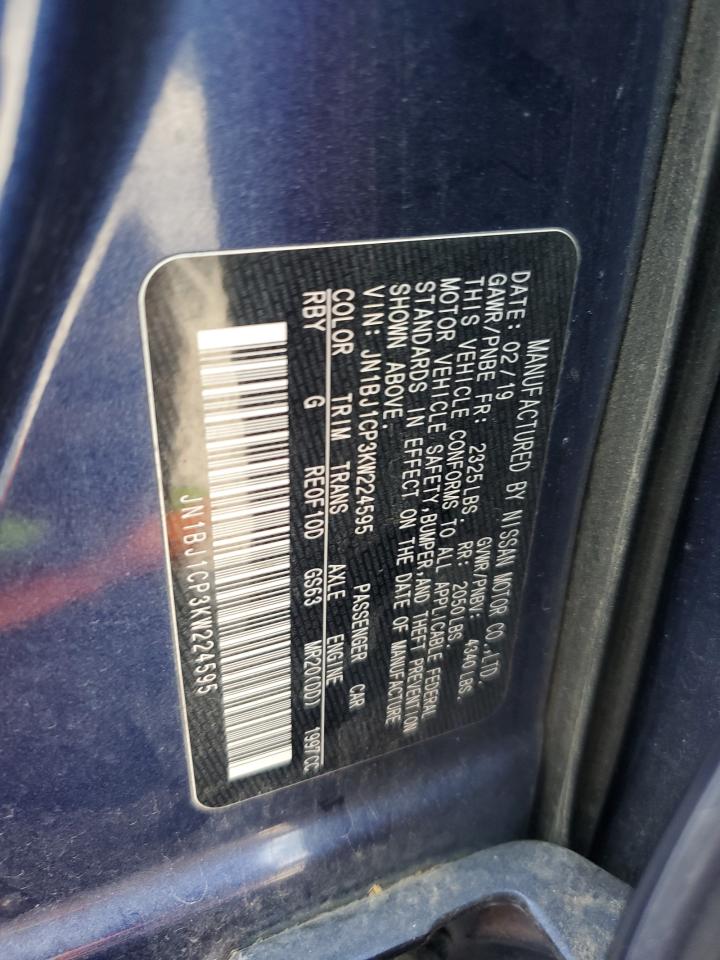 MANUFACTURED BY NISSAN MOTOR CO.,LTD.
DATE: 02/19 GVWR/PNBV: 4340LBS.
GAWR/PNBE FR: 2325LBS. RR: 2050LBS.
THIS VEHICLE CONFORMS TO ALL APPLICABLE FEDERAL
MOTOR VEHICLE SAFETY,BUMPER,AND THEFT PREVENTION
STANDARDS IN EFFECT ON THE DATE OF MANUFACTURE
SHOWN ABOVE.
VIN: JN1BJ1CP3KW224595 PASSENGER CAR
COLOR TRIM TRANS AXLE ENGINE
RBY G RE0F10D GS63 MR20(DD) 1997CC
JN1BJ1CP3KW224595